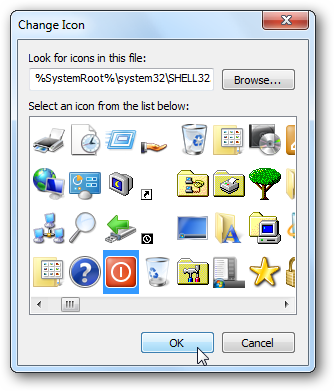 Change Icon
Look for icons in this file:
%SystemRoot%\system32\SHELL32
Browse...
Select an icon from the list below:
OK
Cancel